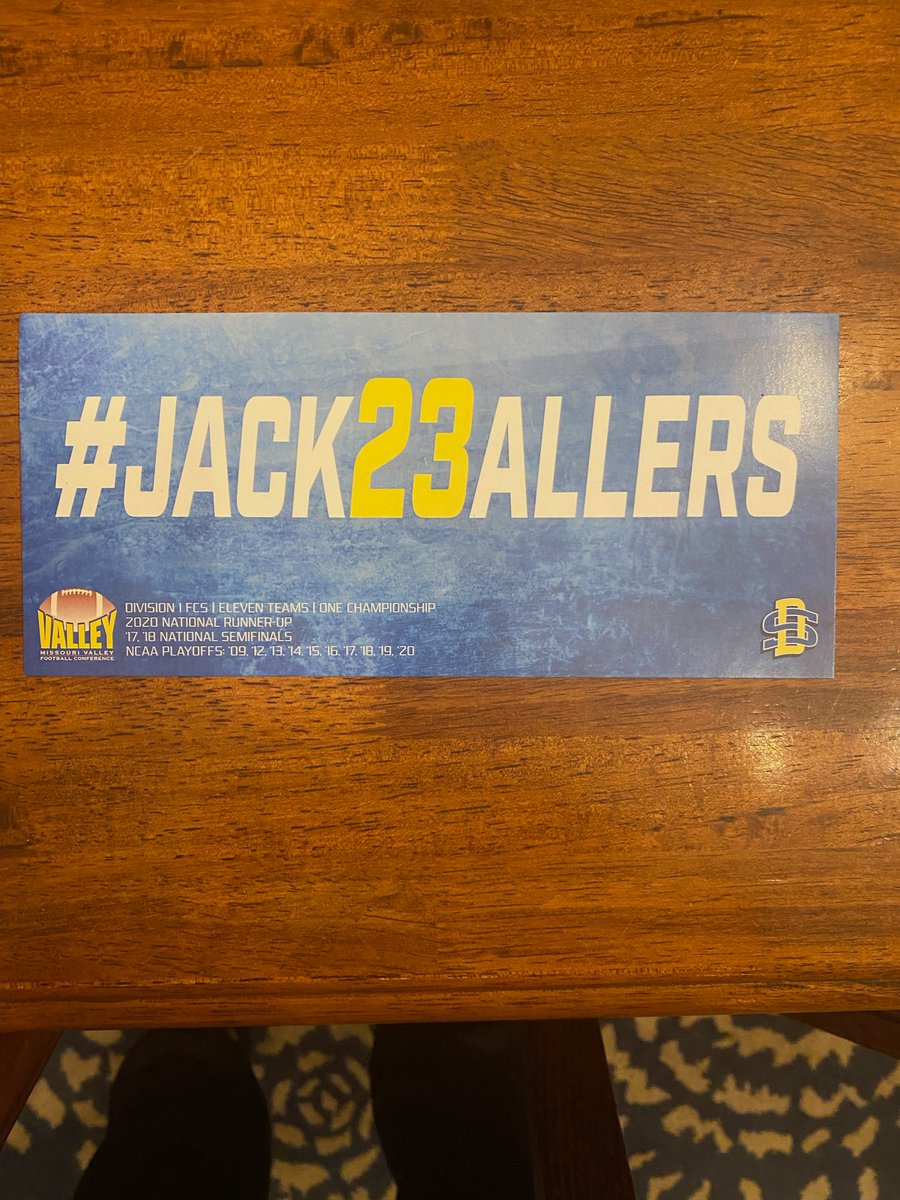 #JACK23ALLERS
VALLEY
MISSOURI VALLEY
FOOTBALL CONFERENCE
DIVISION I FCS | ELEVEN TEAMS | ONE CHAMPIONSHIP
2020 NATIONAL RUNNER-UP
'17, '18 NATIONAL SEMIFINALS
NCAA PLAYOFFS: '09, '12, '13, '14, '15, '16, '17, '18, '19, '20
SD